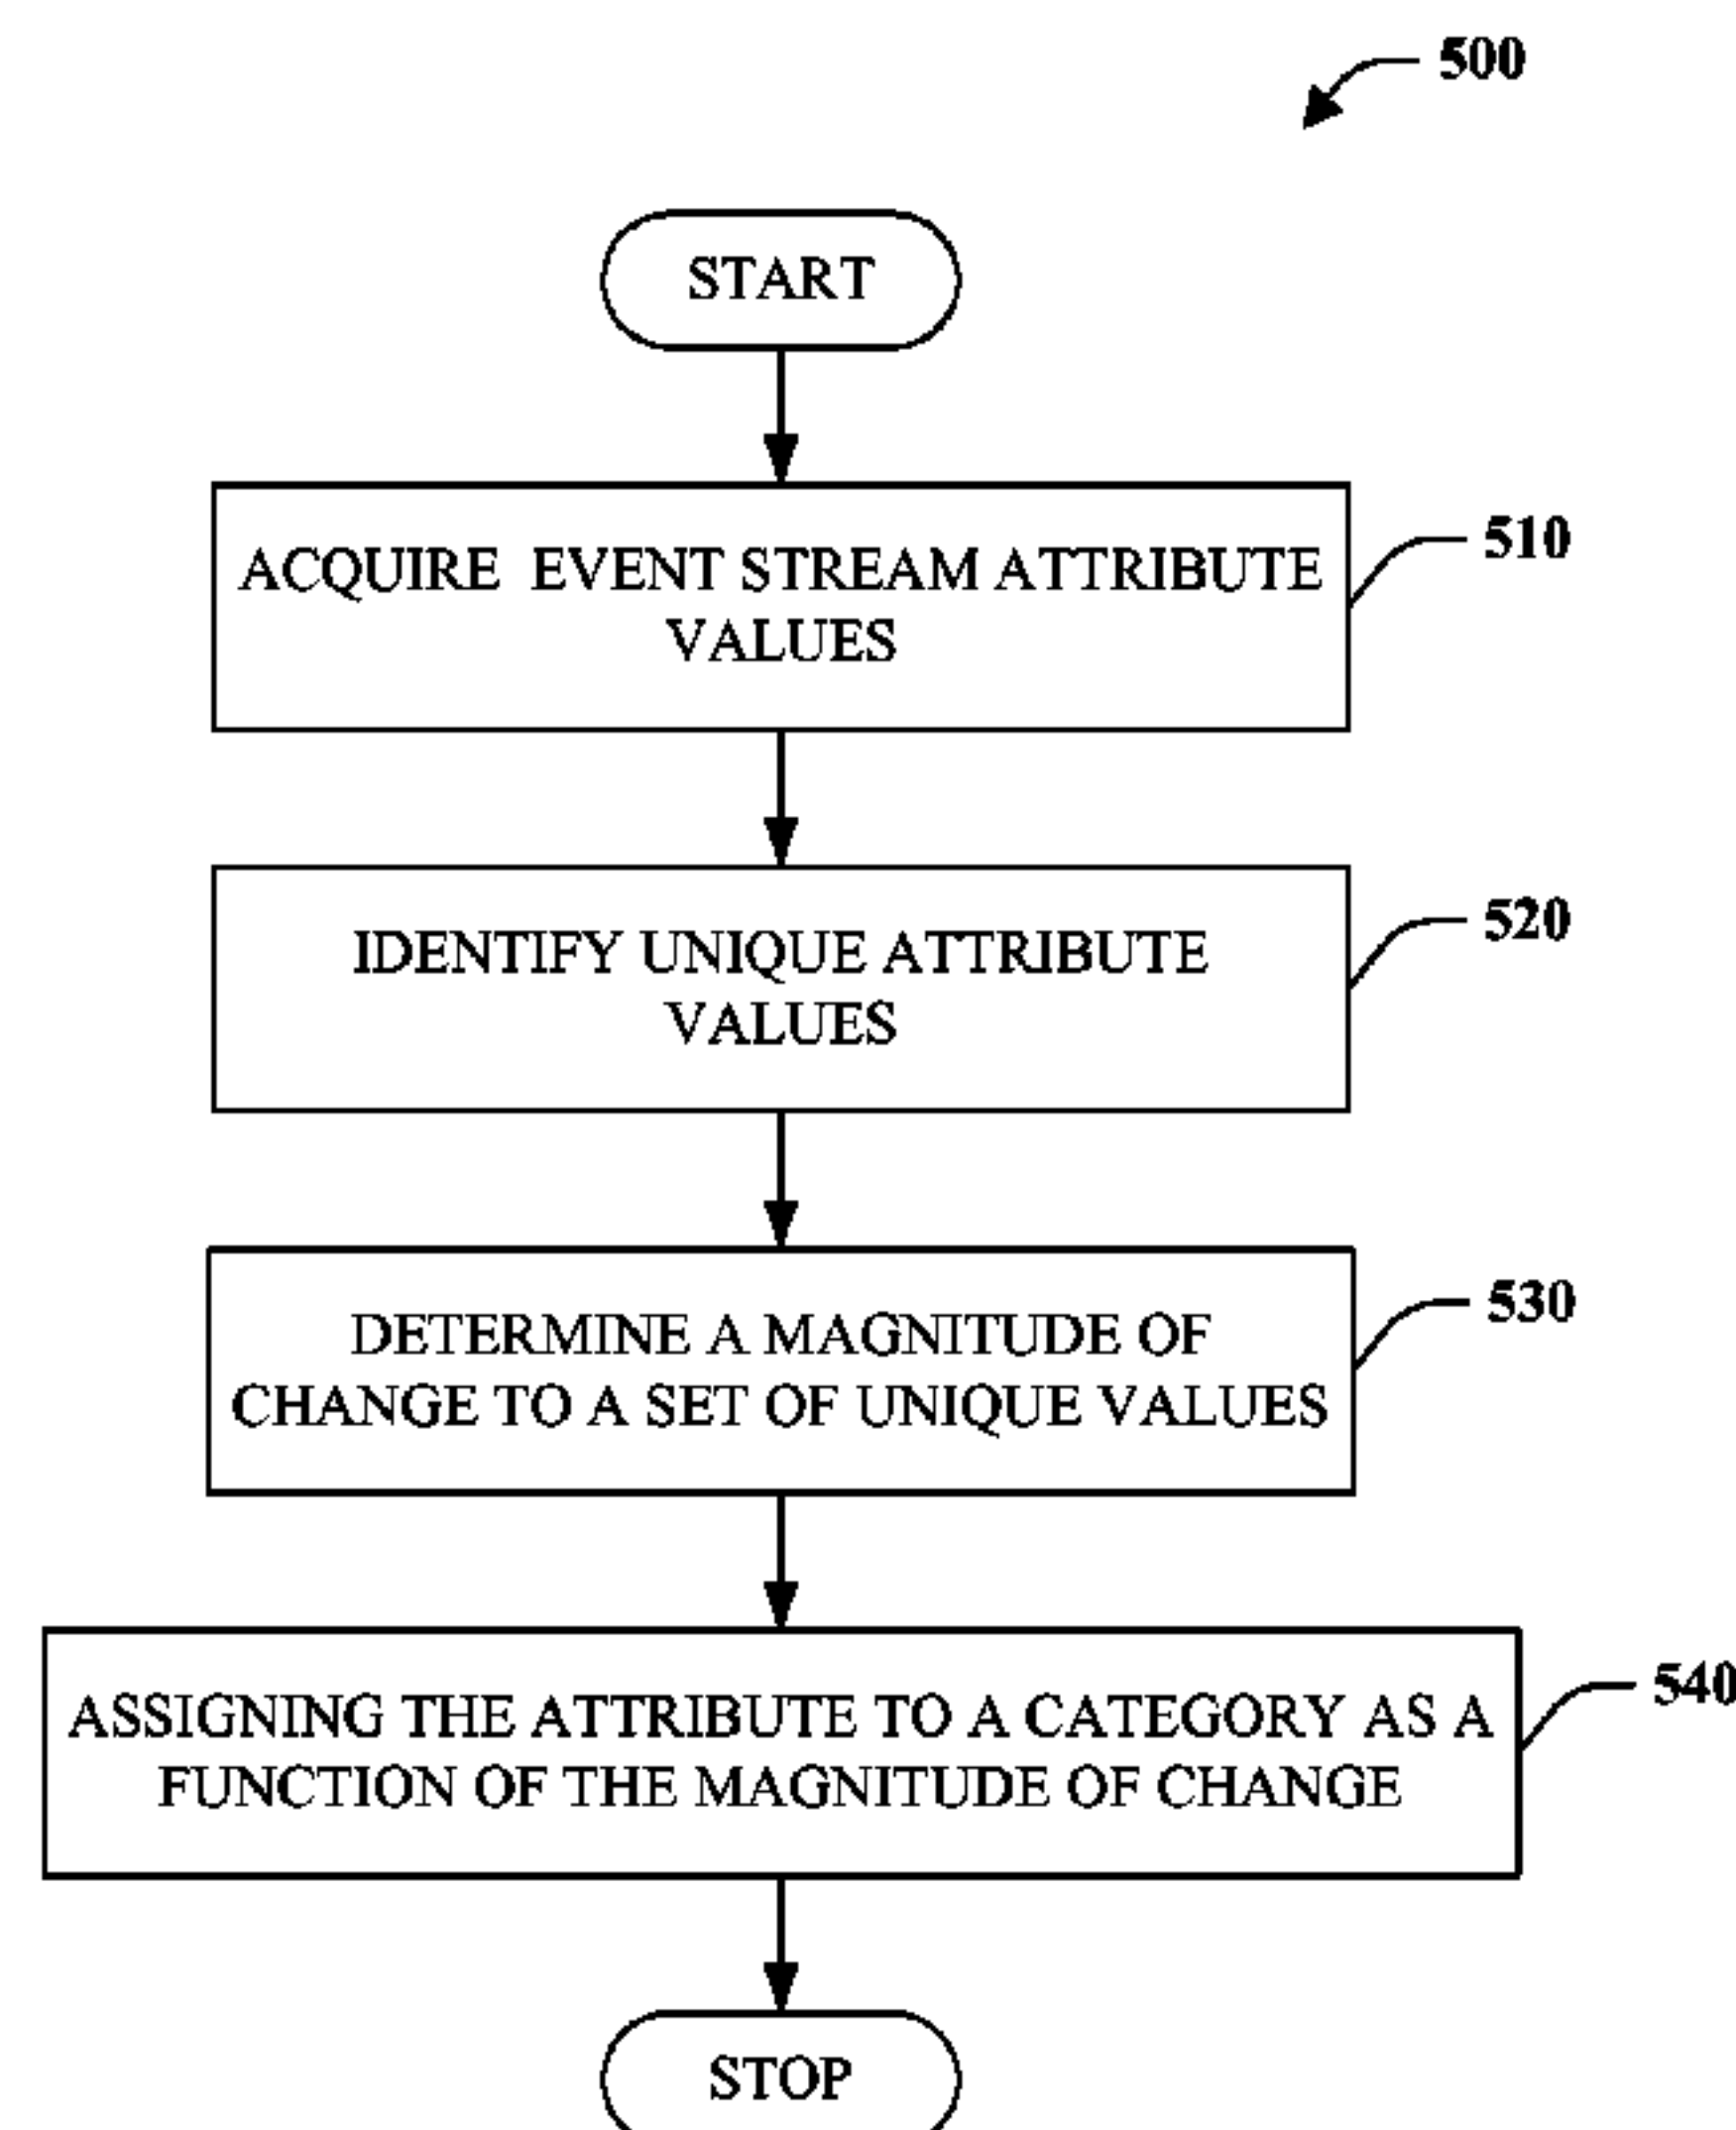 500
START
ACQUIRE EVENT STREAM ATTRIBUTE
VALUES
510
IDENTIFY UNIQUE ATTRIBUTE
VALUES
520
DETERMINE A MAGNITUDE OF
CHANGE TO A SET OF UNIQUE VALUES
530
ASSIGNING THE ATTRIBUTE TO A CATEGORY AS A
FUNCTION OF THE MAGNITUDE OF CHANGE
540
STOP